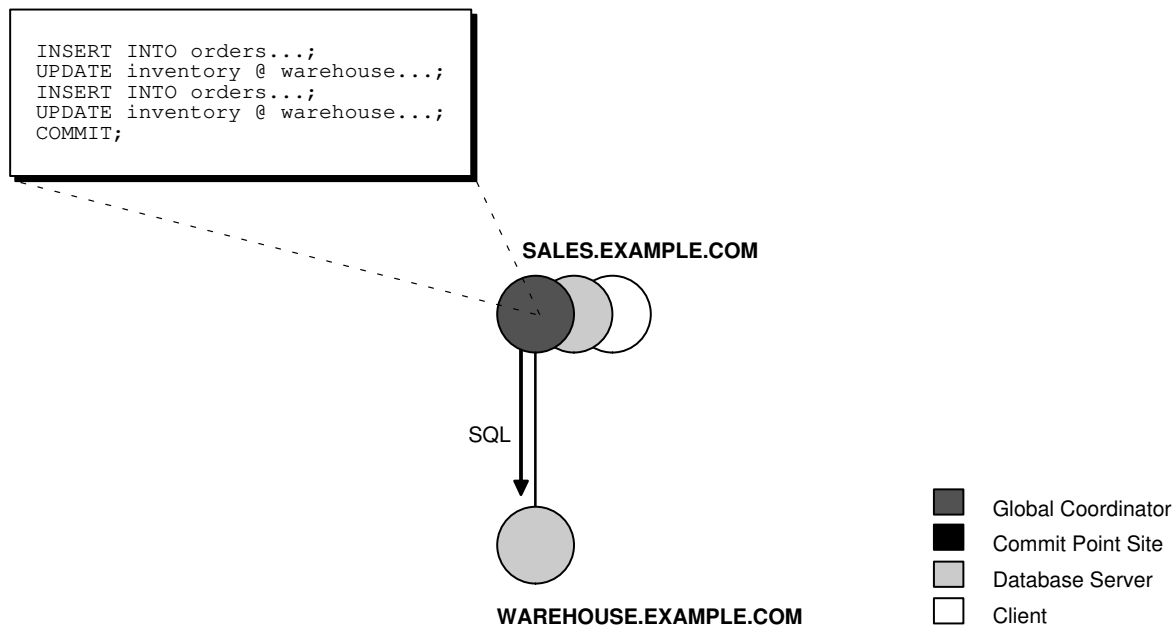 INSERT INTO orders...;
UPDATE inventory @ warehouse...;
INSERT INTO orders...;
UPDATE inventory @ warehouse...;
COMMIT;
SALES.EXAMPLE.COM
SQL
WAREHOUSE.EXAMPLE.COM
Global Coordinator
Commit Point Site
Database Server
Client